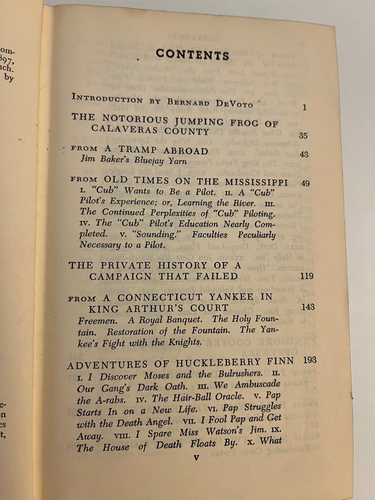 om-
897,
sch.
by
CONTENTS
INTRODUCTION BY BERNARD DEVOTO 1
THE NOTORIOUS JUMPING FROG OF
CALAVERAS COUNTY 35
FROM A TRAMP ABROAD 43
Jim Baker's Bluejay Yarn
FROM OLD TIMES ON THE MISSISSIPPI 49
I. "Cub" Wants to Be a Pilot. II. A "Cub"
Pilot's Experience; or, Learning the River. III.
The Continued Perplexities of "Cub" Piloting.
IV. The "Cub" Pilot's Education Nearly Com-
pleted. V. "Sounding." Faculties Peculiarly
Necessary to a Pilot.
THE PRIVATE HISTORY OF A
CAMPAIGN THAT FAILED 119
FROM A CONNECTICUT YANKEE IN
KING ARTHUR'S COURT 143
Freemen. A Royal Banquet. The Holy Foun-
tain. Restoration of the Fountain. The Yan-
kee's Fight with the Knights.
ADVENTURES OF HUCKLEBERRY FINN 193
I. I Discover Moses and the Bulrushers. II.
Our Gang's Dark Oath. III. We Ambuscade
the A-rabs. IV. The Hair-Ball Oracle. V. Pap
Starts In on a New Life. VI. Pap Struggles
with the Death Angel. VII. I Fool Pap and Get
Away. VIII. I Spare Miss Watson's Jim. IX.
The House of Death Floats By. X. What
V